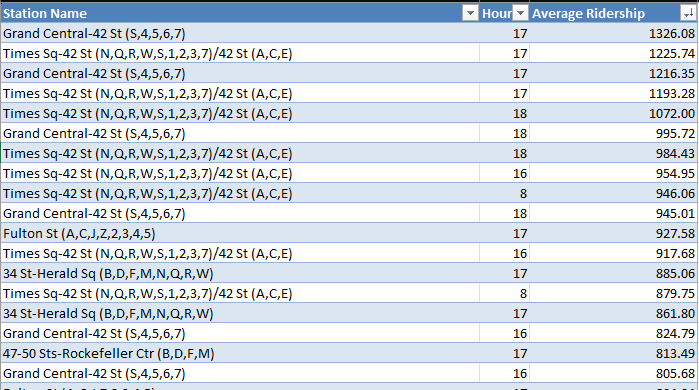 Station Name Hour Average Ridership
Grand Central-42 St (S,4,5,6,7) 17 1326.08
Times Sq-42 St (N,Q,R,W,S,1,2,3,7)/42 St (A,C,E) 17 1225.74
Grand Central-42 St (S,4,5,6,7) 17 1216.35
Times Sq-42 St (N,Q,R,W,S,1,2,3,7)/42 St (A,C,E) 17 1193.28
Times Sq-42 St (N,Q,R,W,S,1,2,3,7)/42 St (A,C,E) 18 1072.00
Grand Central-42 St (S,4,5,6,7) 18 995.72
Times Sq-42 St (N,Q,R,W,S,1,2,3,7)/42 St (A,C,E) 18 984.43
Times Sq-42 St (N,Q,R,W,S,1,2,3,7)/42 St (A,C,E) 16 954.95
Times Sq-42 St (N,Q,R,W,S,1,2,3,7)/42 St (A,C,E) 8 946.06
Grand Central-42 St (S,4,5,6,7) 18 945.01
Fulton St (A,C,J,Z,2,3,4,5) 17 927.58
Times Sq-42 St (N,Q,R,W,S,1,2,3,7)/42 St (A,C,E) 16 917.68
34 St-Herald Sq (B,D,F,M,N,Q,R,W) 17 885.06
Times Sq-42 St (N,Q,R,W,S,1,2,3,7)/42 St (A,C,E) 8 879.75
34 St-Herald Sq (B,D,F,M,N,Q,R,W) 17 861.80
Grand Central-42 St (S,4,5,6,7) 16 824.79
47-50 Sts-Rockefeller Ctr (B,D,F,M) 17 813.49
Grand Central-42 St (S,4,5,6,7) 16 805.68